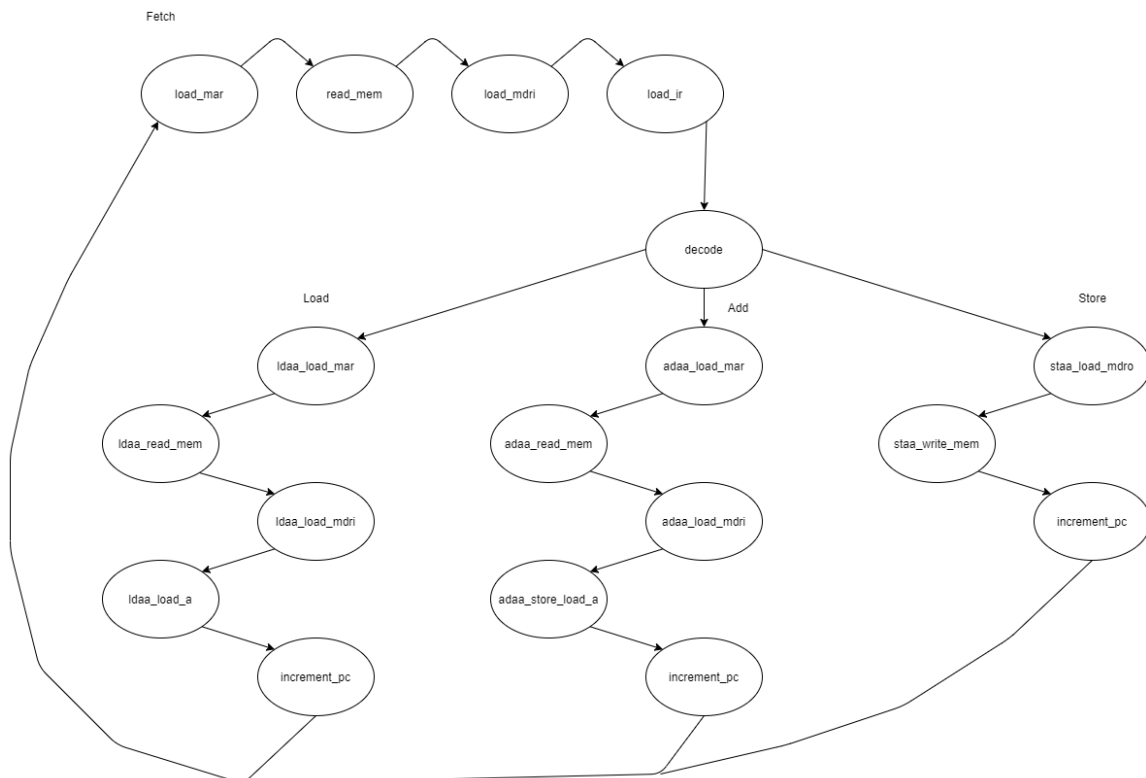 Fetch
load_mar
read_mem
load_mdri
load_ir
decode
Load
Add
Store
ldaa_load_mar
adaa_load_mar
staa_load_mdro
ldaa_read_mem
adaa_read_mem
staa_write_mem
ldaa_load_mdri
adaa_load_mdri
increment_pc
ldaa_load_a
adaa_store_load_a
increment_pc
increment_pc